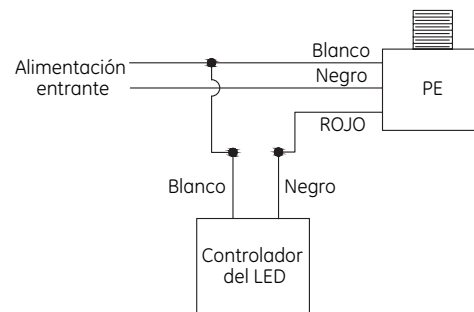 Alimentación
entrante
Blanco
Negro
ROJO
PE
Blanco
Negro
Controlador
del LED